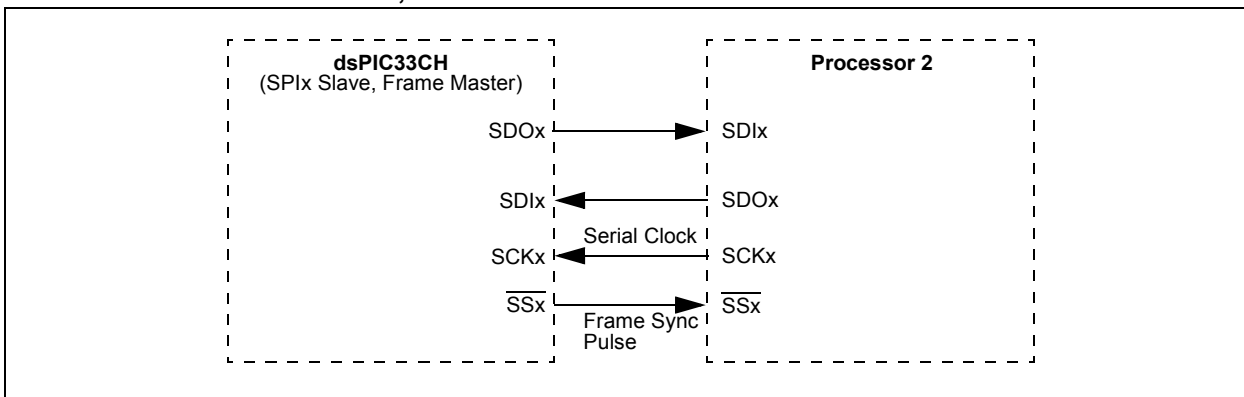 dsPIC33CH
(SPIx Slave, Frame Master)
Processor 2
SDOx
SDIx
SDIx
SDOx
Serial Clock
SCKx
SCKx
SSx
SSx
Frame Sync
Pulse